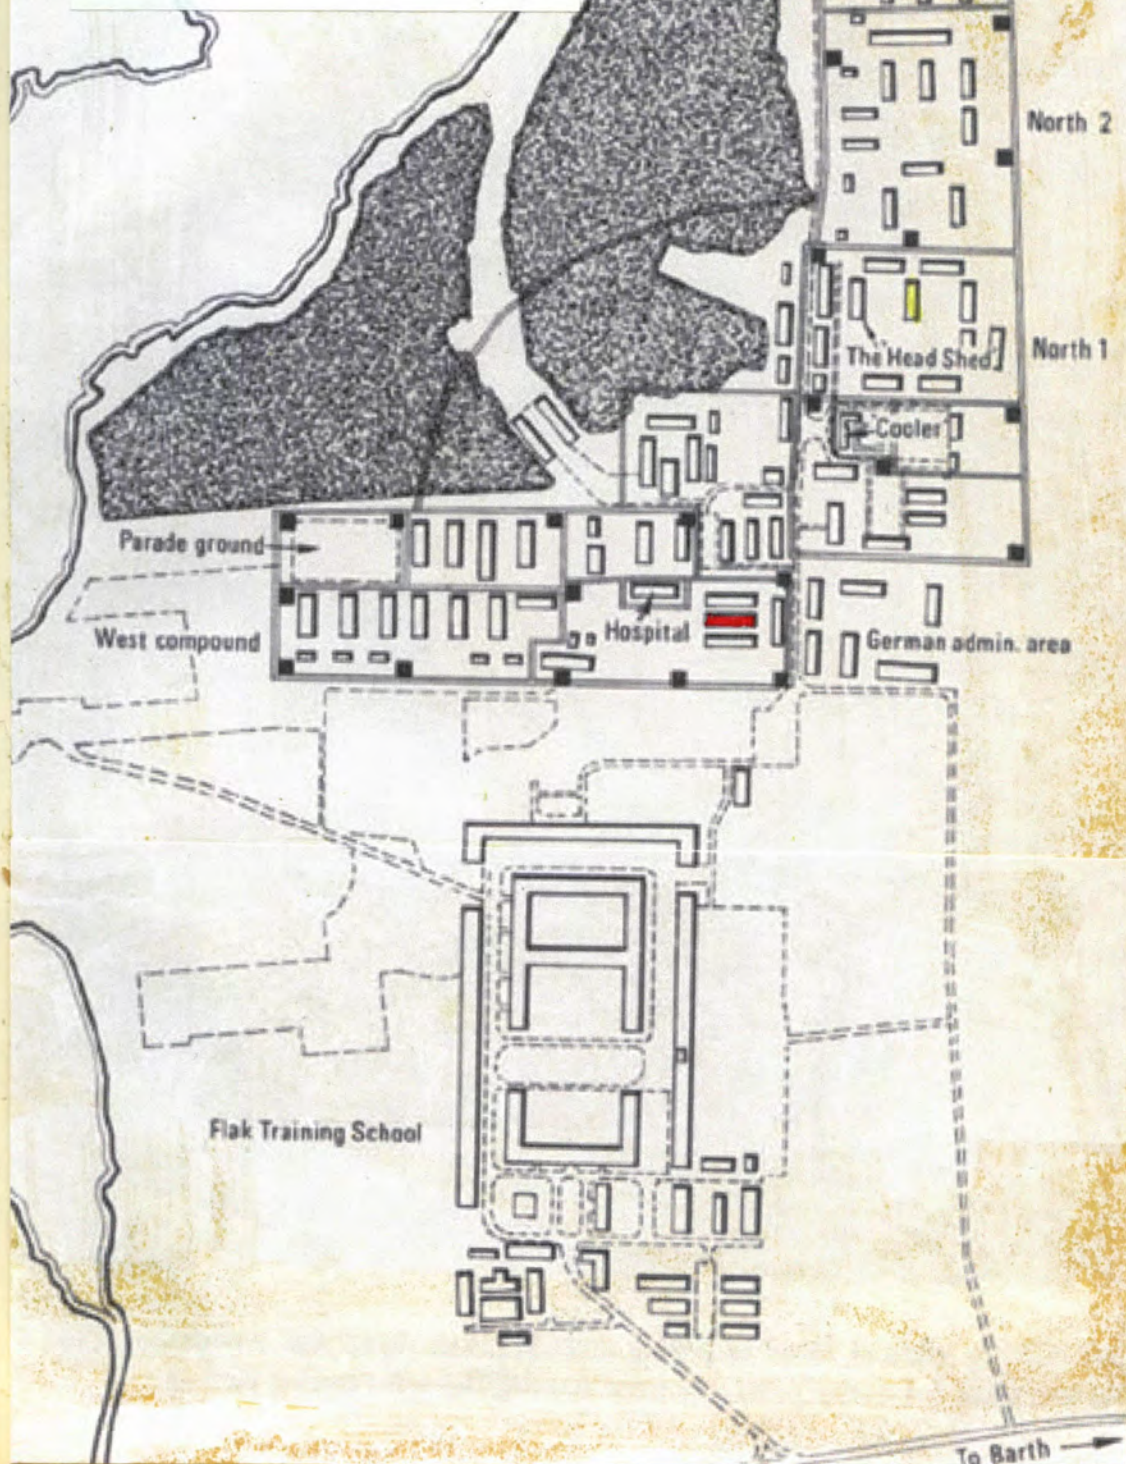 North 2
North 1
The Head Shed
Cooler
Parade ground
West compound
Hospital
German admin. area
Flak Training School
To Barth